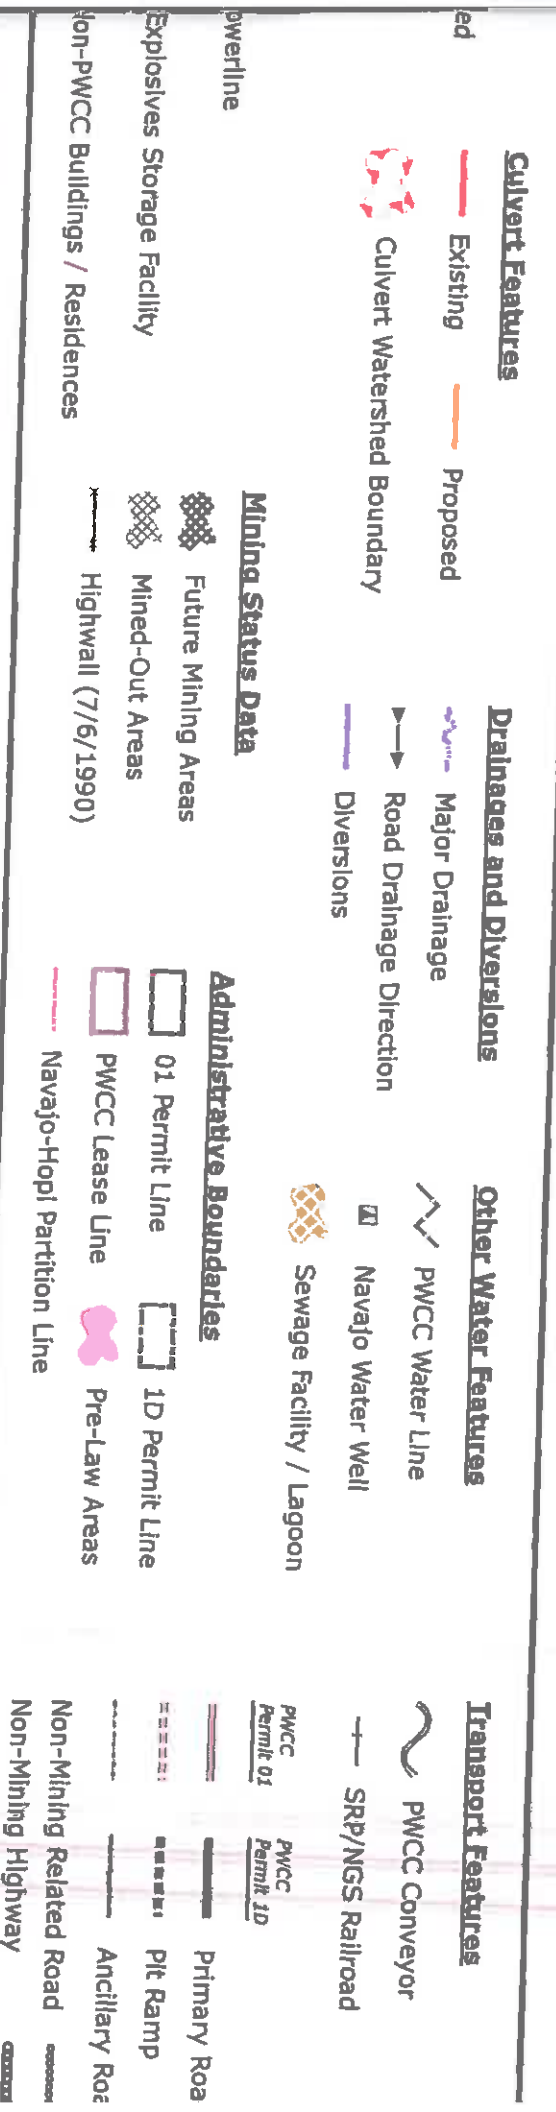 ed
owerline
Explosives Storage Facility
on-PWCC Buildings / Residences
Culvert Features
Existing
Proposed
Culvert Watershed Boundary
Mining Status Data
Future Mining Areas
Mined-Out Areas
Highwall (7/6/1990)
Drainages and Diversions
Major Drainage
Road Drainage Direction
Diversions
Administrative Boundaries
01 Permit Line
1D Permit Line
PWCC Lease Line
Pre-Law Areas
Navajo-Hopi Partition Line
Other Water Features
PWCC Water Line
Navajo Water Well
Sewage Facility / Lagoon
Transport Features
PWCC Conveyor
SRP/NGS Railroad
PWCC
Permit 01
PWCC
Permit 1D
Primary Roa
Pit Ramp
Ancillary Roa
Non-Mining Related Road
Non-Mining Highway